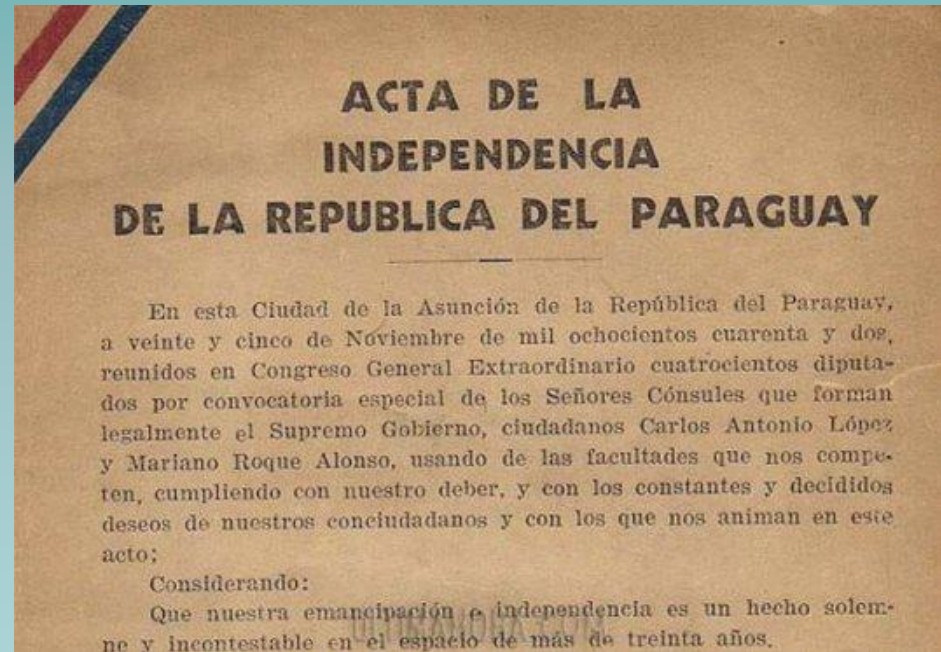 ACTA DE LA
INDEPENDENCIA
DE LA REPUBLICA DEL PARAGUAY
En esta Ciudad de la Asunción de la República del Paraguay,
a veinte y cinco de Noviembre de mil ochocientos cuarenta y dos,
reunidos en Congreso General Extraordinario cuatrocientos diputa-
dos por convocatoria especial de los Señores Cónsules que forman
legalmente el Supremo Gobierno, ciudadanos Carlos Antonio López
y Mariano Roque Alonso, usando de las facultades que nos compe-
ten, cumpliendo con nuestro deber, y con los constantes y decididos
deseos de nuestros conciudadanos y con los que nos animan en este
acto;
Considerando:
Que nuestra emancipación e independencia es un hecho solem-
ne y incontestable en el espacio de más de treinta años.